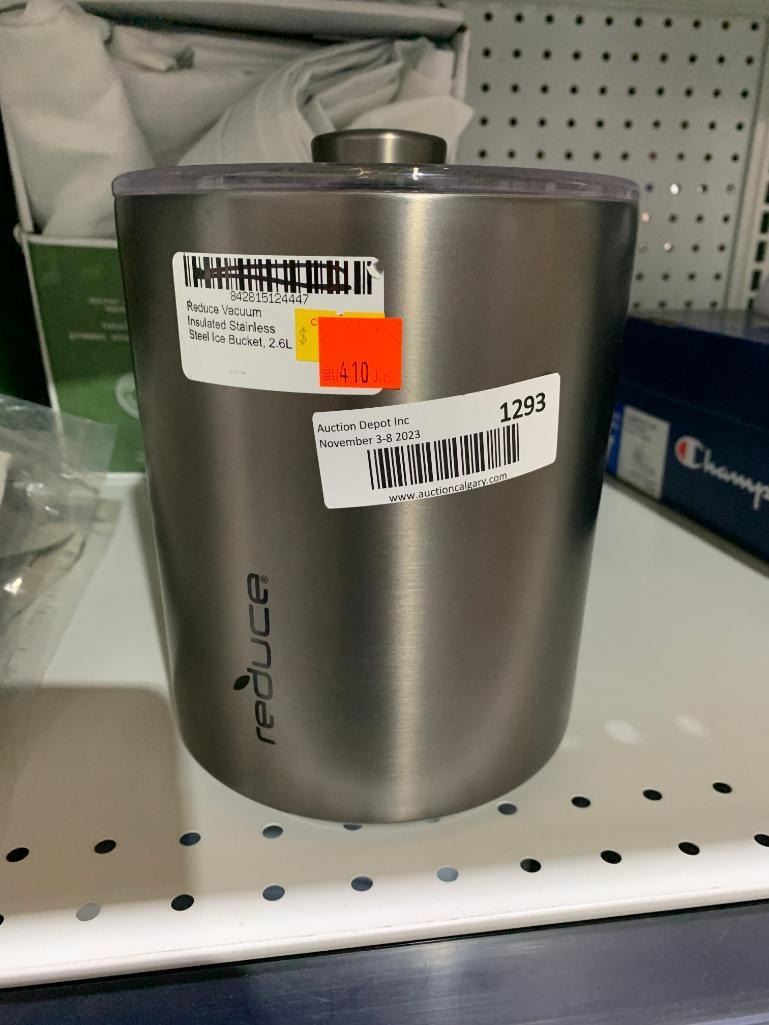 842815124447
Reduce Vacuum
Insulated Stainless
Steel Ice Bucket, 2.6L
$
410
Auction Depot Inc
1293
November 3-8 2023
www.auctioncalgary.com
reduce®
Champ